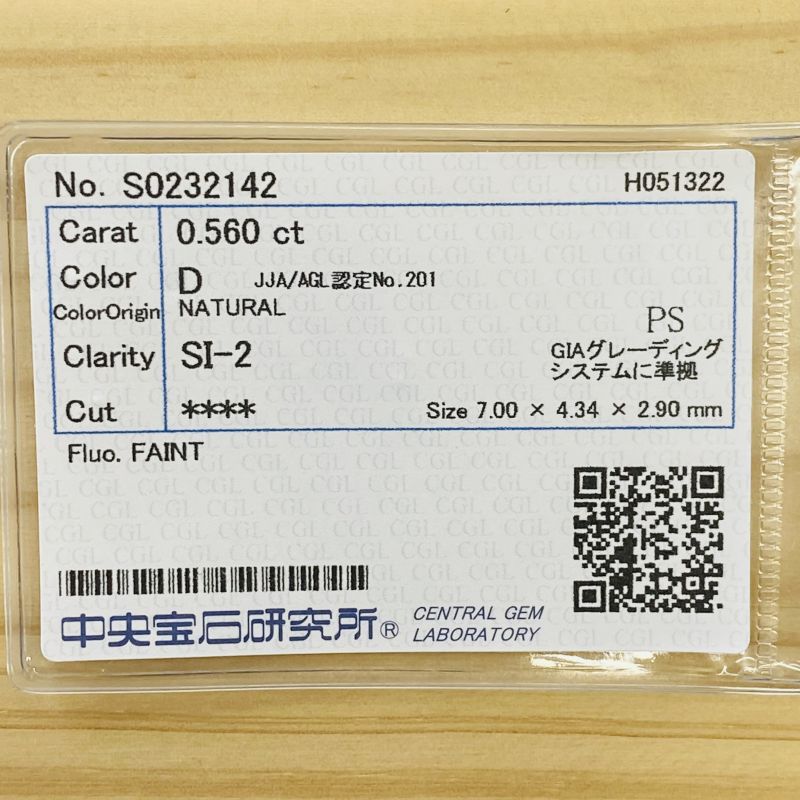 No. S0232142 H051322
Carat 0.560 ct
Color D JJA/AGL認定No.201
ColorOrigin NATURAL
PS
Clarity SI-2 GIAグレーディング
システムに準拠
Cut **** Size 7.00 × 4.34 × 2.90 mm
Fluo. FAINT
中央宝石研究所® CENTRAL GEM
LABORATORY